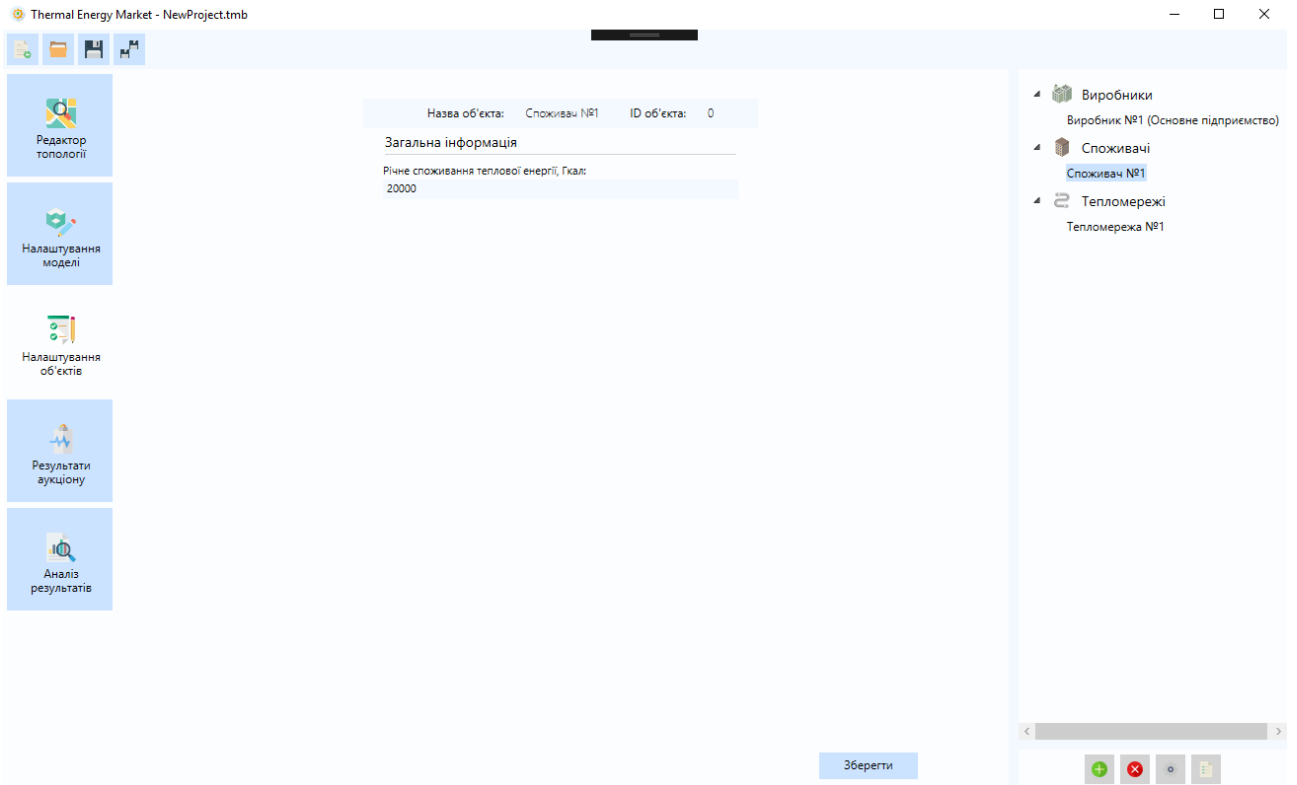 Thermal Energy Market - NewProject.tmb
Редактор
топології
Налаштування
моделі
Налаштування
об'єктів
Результати
аукціону
Аналіз
результатів
Назва об'єкта: Споживач №1 ID об'єкта: 0
Загальна інформація
Річне споживання теплової енергії, Гкал:
20000
Зберегти
Виробники
Виробник №1 (Основне підприємство)
Споживачі
Споживач №1
Тепломережі
Тепломережа №1